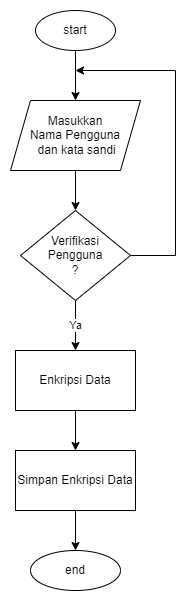 start
Masukkan
Nama Pengguna
dan kata sandi
Verifikasi
Pengguna
?
Ya
Enkripsi Data
Simpan Enkripsi Data
end